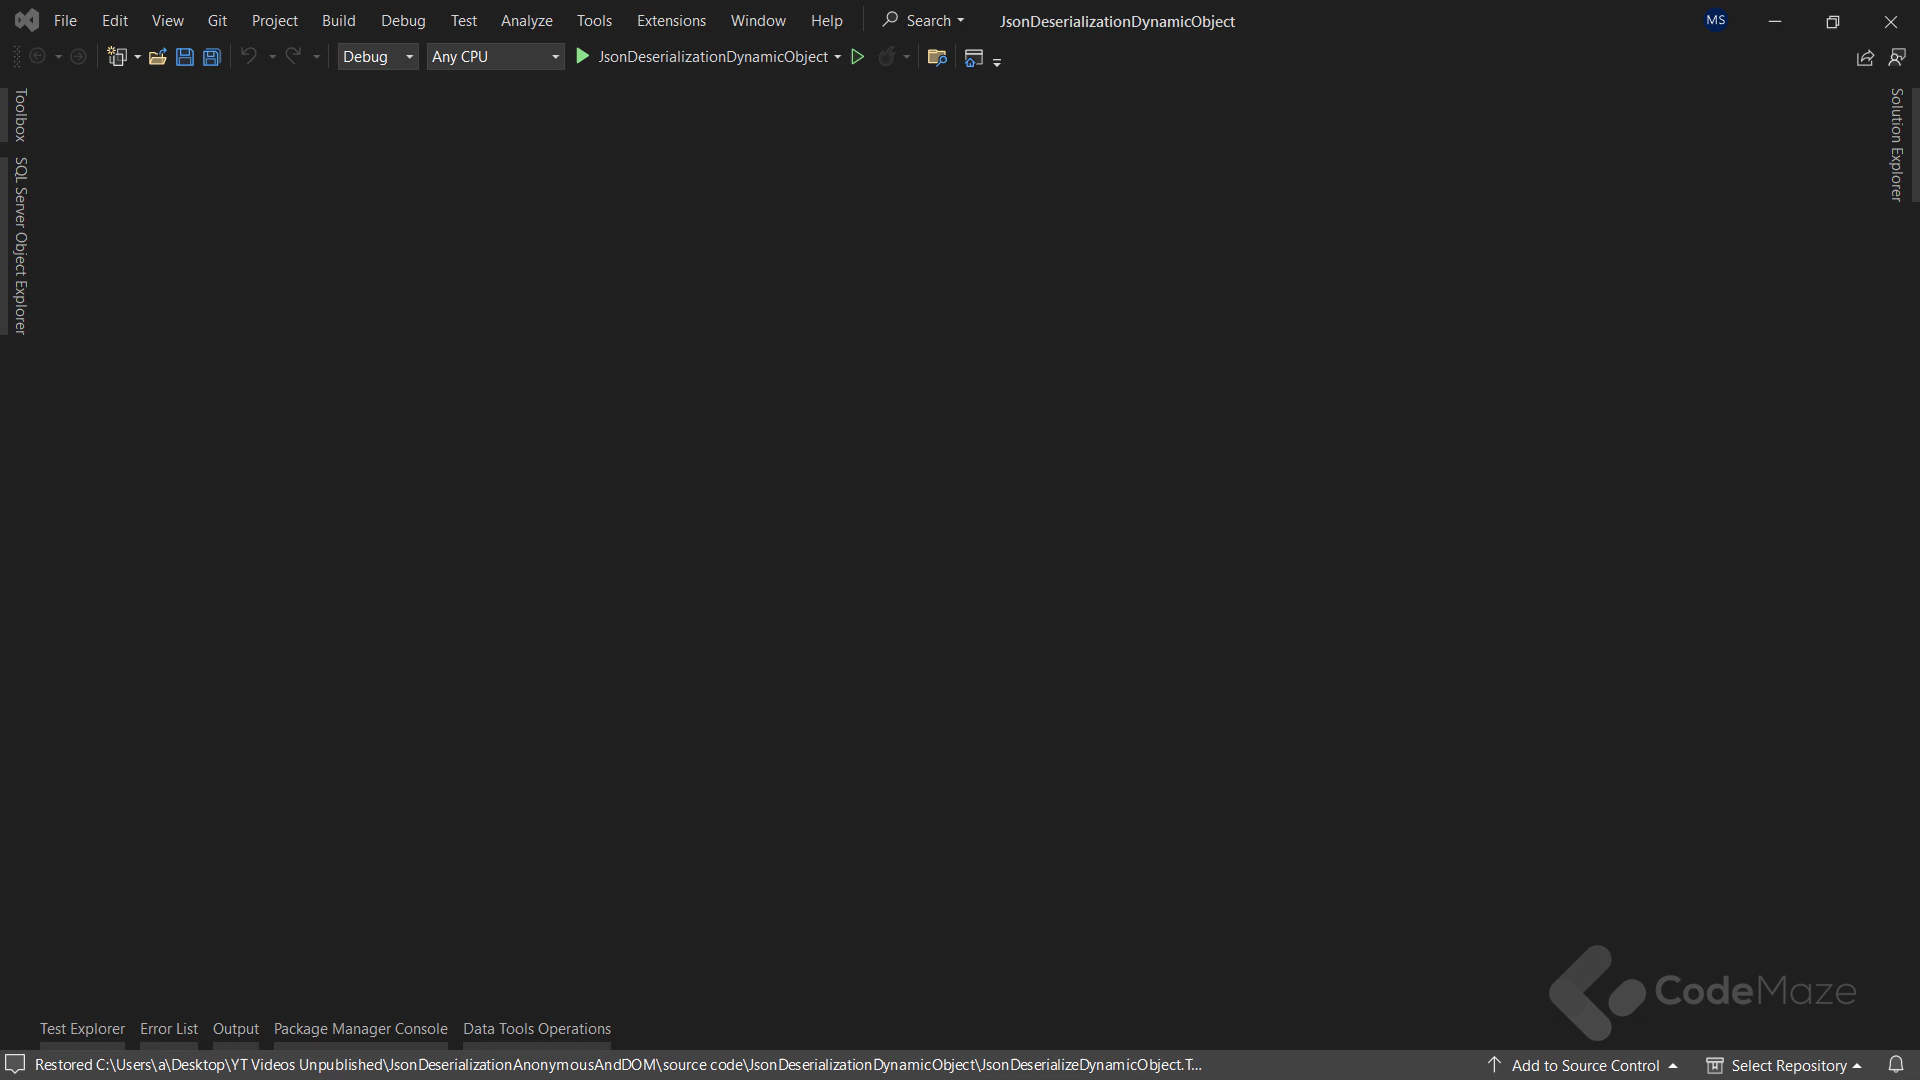 File Edit View Git Project Build Debug Test Analyze Tools Extensions Window Help Search JsonDeserializationDynamicObject MS
Debug Any CPU JsonDeserializationDynamicObject
Toolbox
SQL Server Object Explorer
Solution Explorer
CodeMaze
Test Explorer Error List Output Package Manager Console Data Tools Operations
Restored C:\Users\a\Desktop\YT Videos Unpublished\JsonDeserializationAnonymousAndDOM\source code\JsonDeserializationDynamicObject\JsonDeserializeDynamicObject.T... Add to Source Control Select Repository